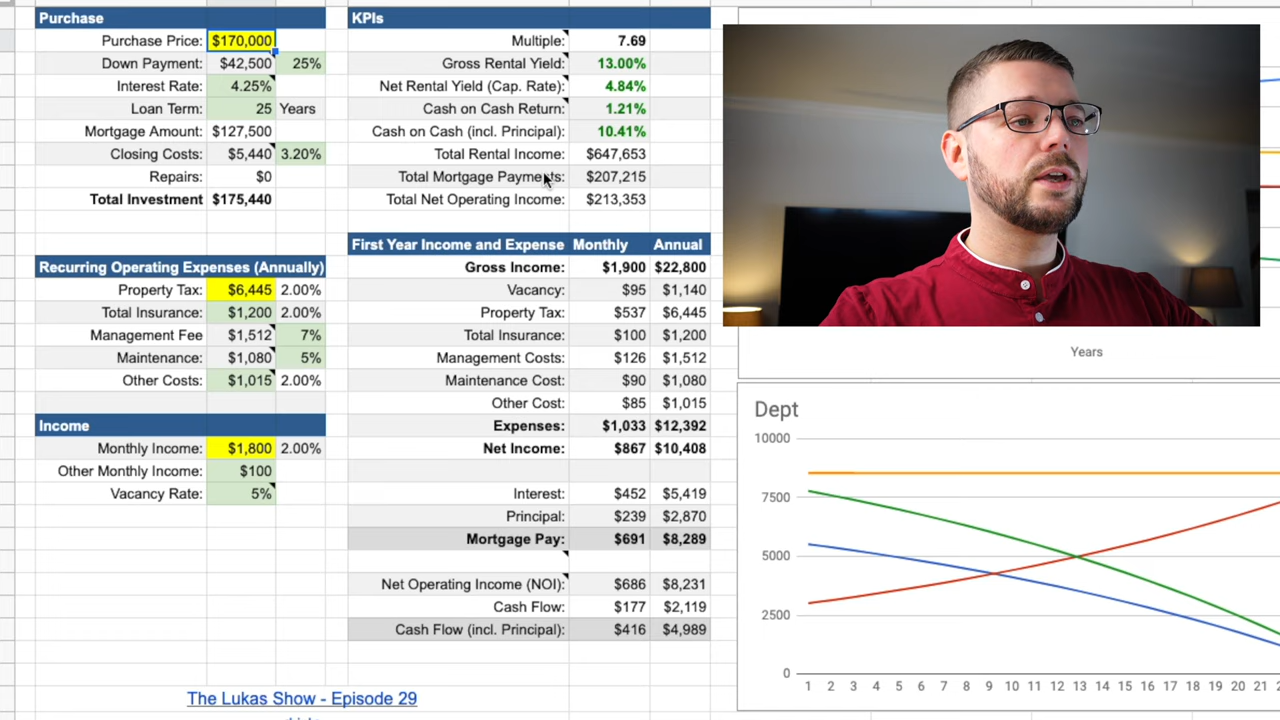 Purchase
Purchase Price: $170,000
Down Payment: $42,500 25%
Interest Rate: 4.25%
Loan Term: 25 Years
Mortgage Amount: $127,500
Closing Costs: $5,440 3.20%
Repairs: $0
Total Investment $175,440
Recurring Operating Expenses (Annually)
Property Tax: $6,445 2.00%
Total Insurance: $1,200 2.00%
Management Fee $1,512 7%
Maintenance: $1,080 5%
Other Costs: $1,015 2.00%
Income
Monthly Income: $1,800 2.00%
Other Monthly Income: $100
Vacancy Rate: 5%
KPIs
Multiple: 7.69
Gross Rental Yield: 13.00%
Net Rental Yield (Cap. Rate): 4.84%
Cash on Cash Return: 1.21%
Cash on Cash (incl. Principal): 10.41%
Total Rental Income: $647,653
Total Mortgage Payments: $207,215
Total Net Operating Income: $213,353
First Year Income and Expense Monthly Annual
Gross Income: $1,900 $22,800
Vacancy: $95 $1,140
Property Tax: $537 $6,445
Total Insurance: $100 $1,200
Management Costs: $126 $1,512
Maintenance Cost: $90 $1,080
Other Cost: $85 $1,015
Expenses: $1,033 $12,392
Net Income: $867 $10,408
Interest: $452 $5,419
Principal: $239 $2,870
Mortgage Pay: $691 $8,289
Net Operating Income (NOI): $686 $8,231
Cash Flow: $177 $2,119
Cash Flow (incl. Principal): $416 $4,989
The Lukas Show - Episode 29
Years
Dept
10000
7500
5000
2500
0
1 2 3 4 5 6 7 8 9 10 11 12 13 14 15 16 17 18 19 20 21